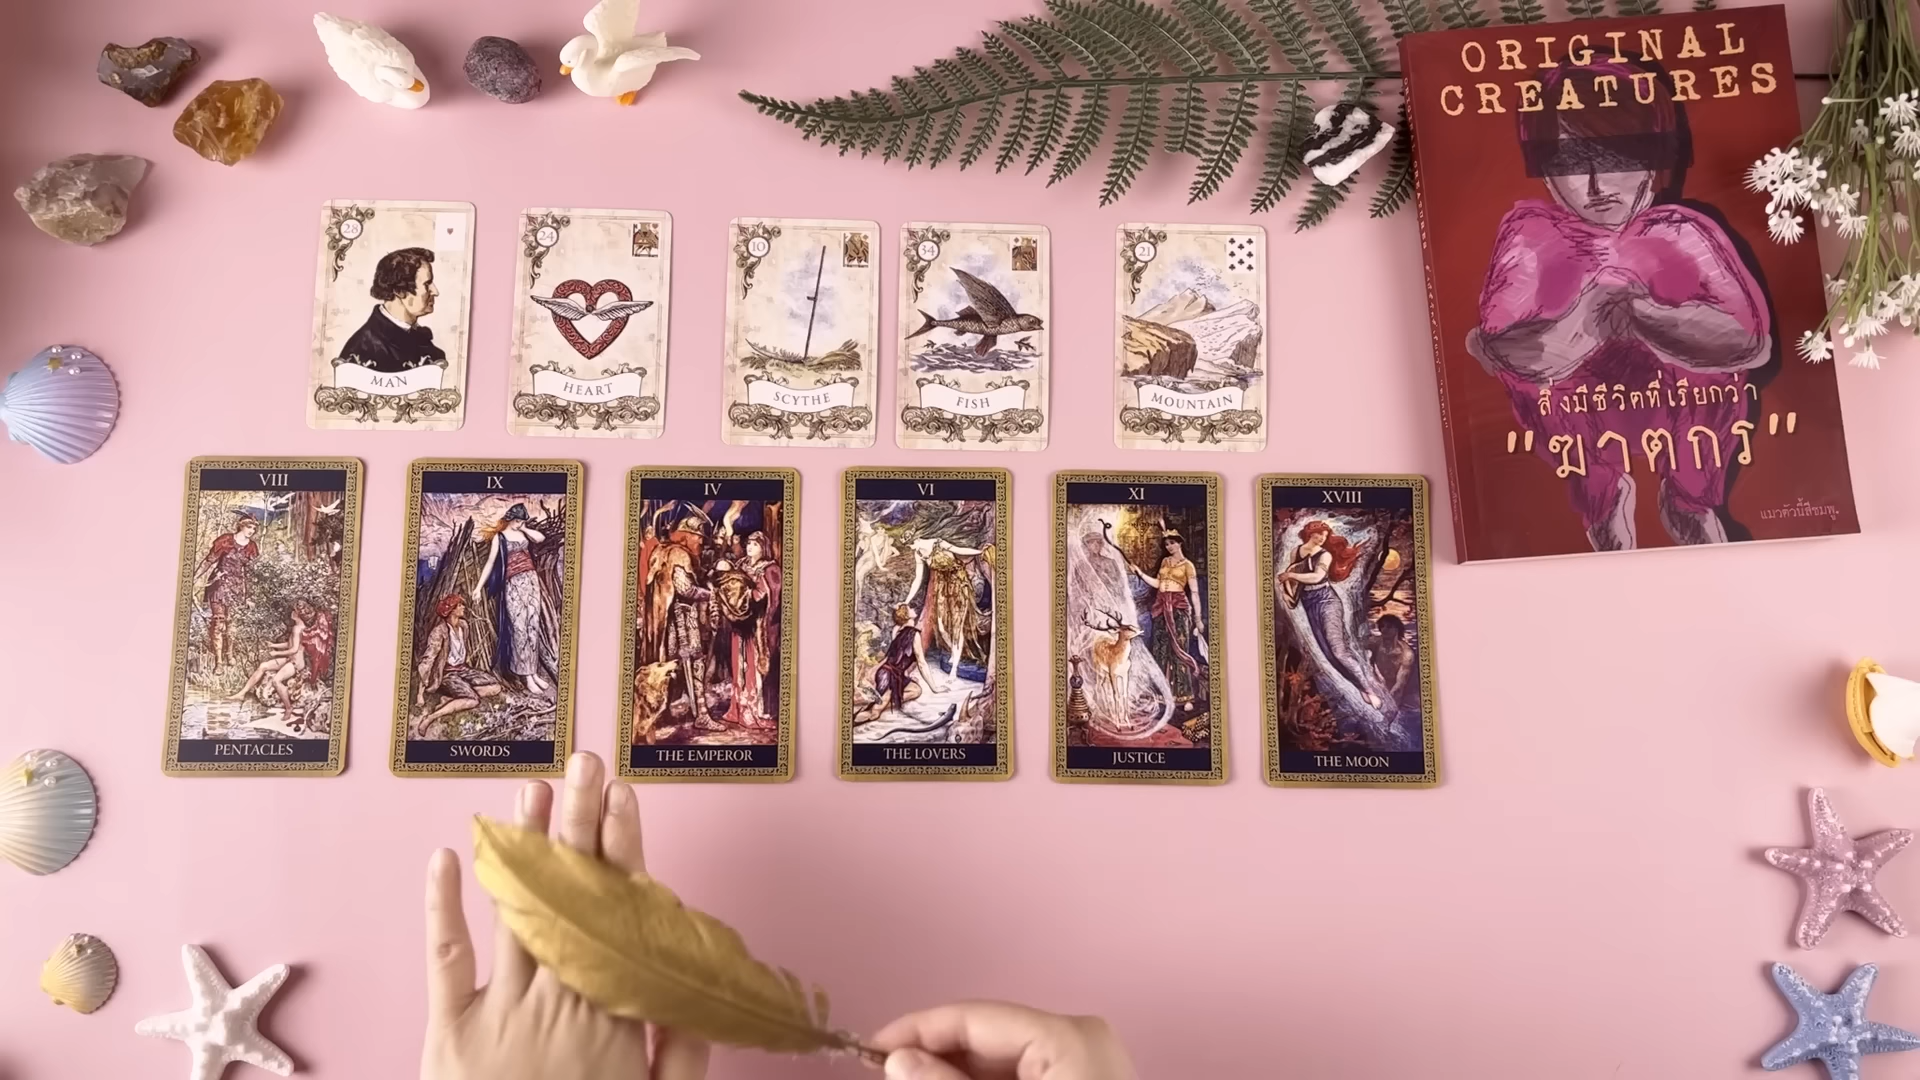 ORIGINAL
CREATURES
สิ่งมีชีวิตที่เรียกว่า
"ฆาตกร"
แมวตัวนี้สีชมพู.
28
MAN
24
HEART
10
SCYTHE
34
FISH
21
MOUNTAIN
VIII
PENTACLES
IX
SWORDS
IV
THE EMPEROR
VI
THE LOVERS
XI
JUSTICE
XVIII
THE MOON